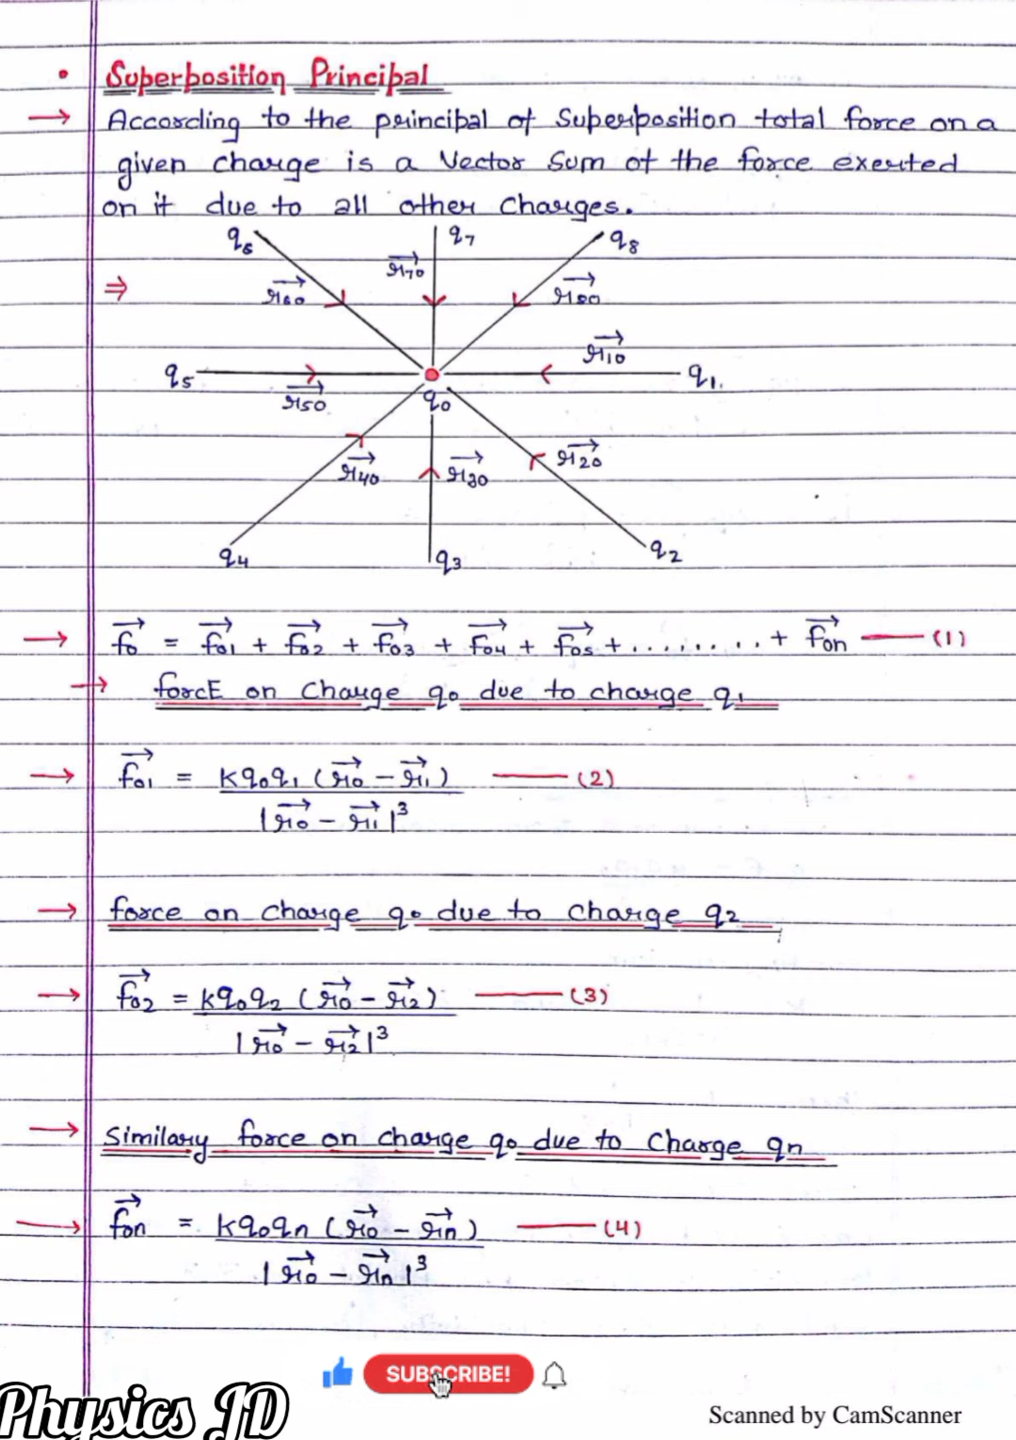 • Superposition Principal
→ According to the principal of Superposition total force on a
given charge is a Vector Sum of the force exerted
on it due to all other Charges.
q₆ q₇ q₈
⇒ r₆₀⃗ r₇₀⃗ r₈₀⃗
r₁₀⃗
q₅ q₁.
r₅₀⃗ q₀
r₄₀⃗ r₃₀⃗ r₂₀⃗
q₄ q₃ q₂
→ f₀⃗ = f₀₁⃗ + f₀₂⃗ + f₀₃⃗ + f₀₄⃗ + f₀₅⃗ + ........ + f₀ₙ⃗ —— (1)
→ forcE on Charge q₀ due to charge q₁
→ f₀₁⃗ = kq₀q₁ (r₀⃗ - r₁⃗) —— (2)
|r₀⃗ - r₁⃗|³
→ force on Charge q₀ due to Charge q₂
→ f₀₂⃗ = kq₀q₂ (r₀⃗ - r₂⃗) —— (3)
|r₀⃗ - r₂⃗|³
→ Similary force on charge q₀ due to Charge qₙ
→ f₀ₙ⃗ = kq₀qₙ (r₀⃗ - rₙ⃗) —— (4)
|r₀⃗ - rₙ⃗|³
SUBSCRIBE!
Physics JD
Scanned by CamScanner